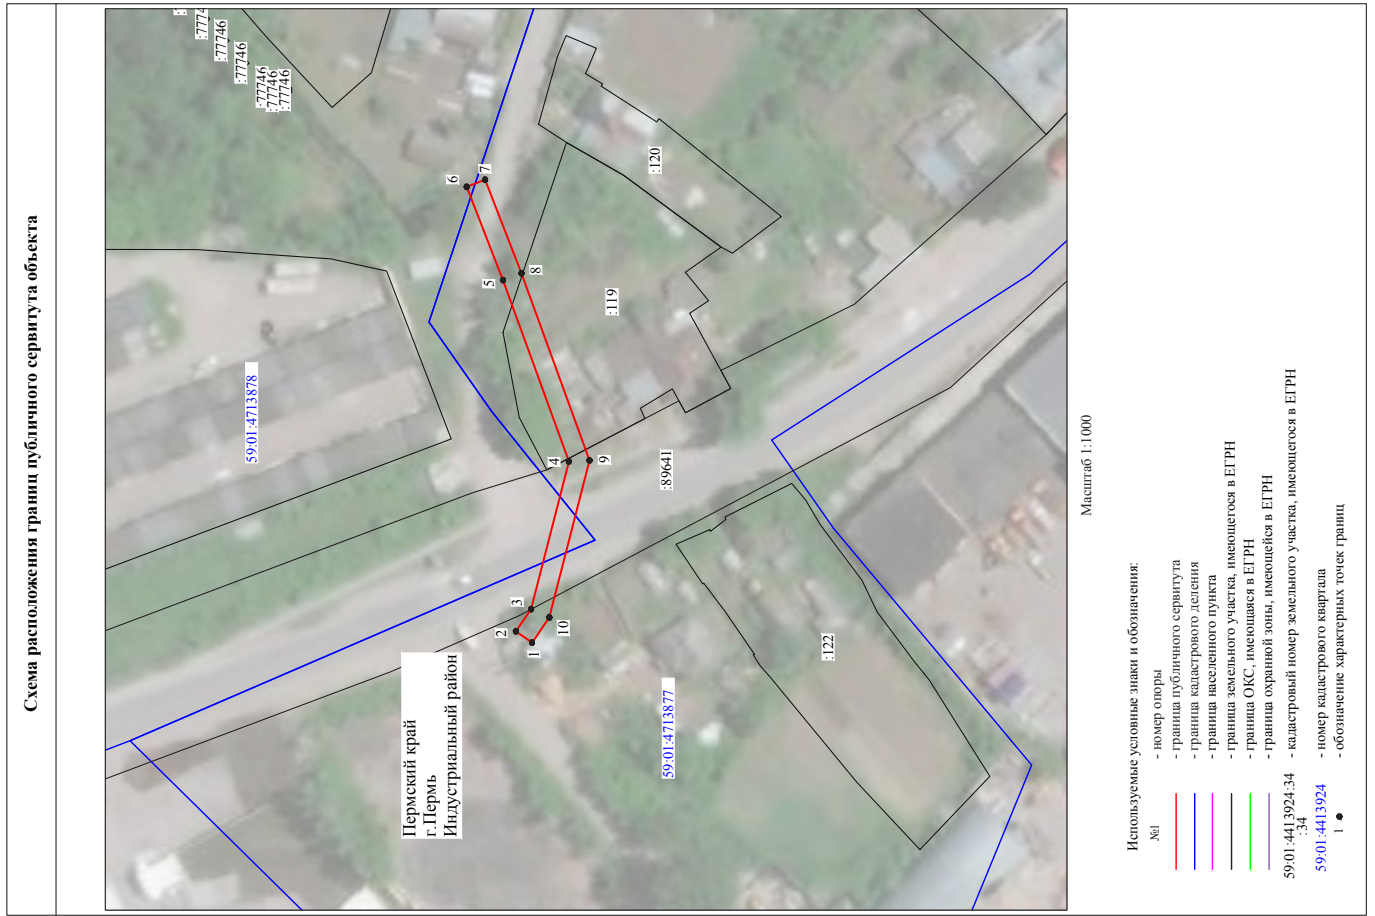 Схема расположения границ публичного сервитута объекта
:7774
:77746
:77746
:77746
:77746
:77746
59:01:4713878
6
7
5
8
:120
:119
4
9
:89641
3
2
1
10
:122
Пермский край
г.Пермь
Индустриальный район
59:01:4713877
Масштаб 1:1000
Используемые условные знаки и обозначения:
№1 - номер опоры
- граница публичного сервитута
- граница кадастрового деления
- граница населенного пункта
- граница земельного участка, имеющегося в ЕГРН
- граница ОКС, имеющаяся в ЕГРН
- граница охранной зоны, имеющейся в ЕГРН
59:01:4413924:34 - кадастровый номер земельного участка, имеющегося в ЕГРН
:34
59:01:4413924 - номер кадастрового квартала
1 - обозначение характерных точек границ